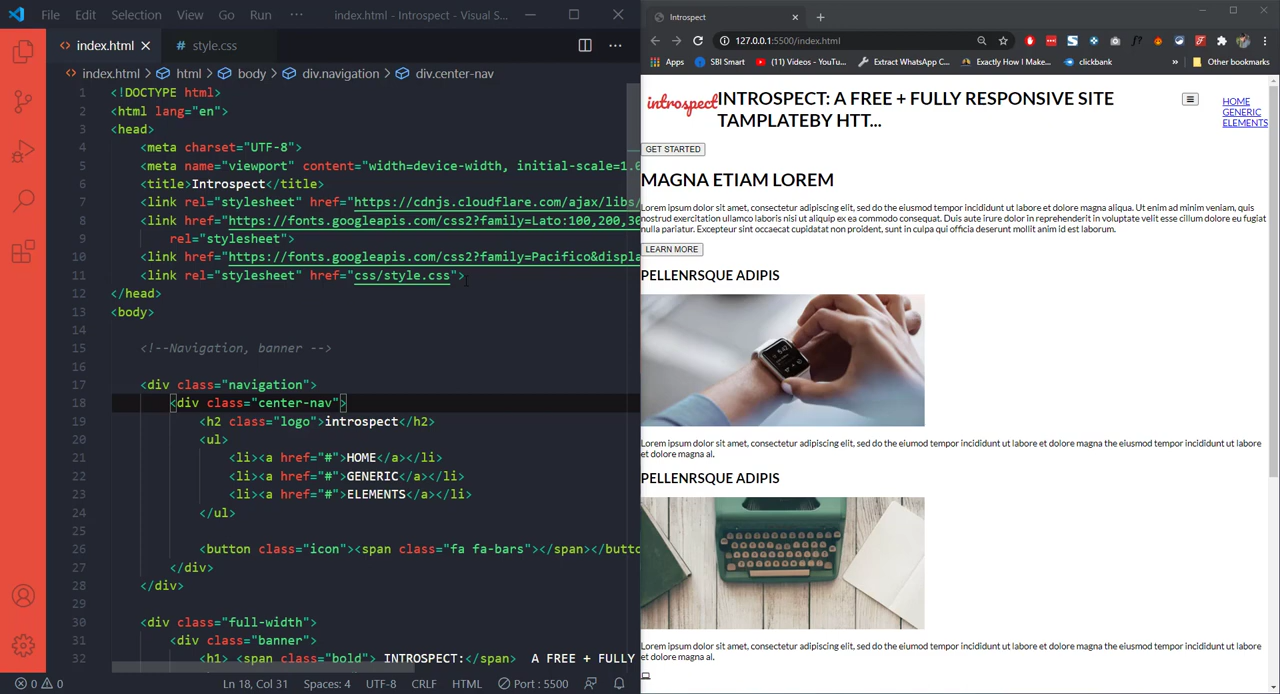 File Edit Selection View Go Run ··· index.html - Introspect - Visual S...
index.html style.css
index.html > html > body > div.navigation > div.center-nav
1 <!DOCTYPE html>
2 <html lang="en">
3 <head>
4 <meta charset="UTF-8">
5 <meta name="viewport" content="width=device-width, initial-scale=1.0
6 <title>Introspect</title>
7 <link rel="stylesheet" href="https://cdnjs.cloudflare.com/ajax/libs/
8 <link href="https://fonts.googleapis.com/css2?family=Lato:100,200,30
9 rel="stylesheet">
10 <link href="https://fonts.googleapis.com/css2?family=Pacifico&displa
11 <link rel="stylesheet" href="css/style.css">
12 </head>
13 <body>
14
15 <!--Navigation, banner -->
16
17 <div class="navigation">
18 <div class="center-nav">
19 <h2 class="logo">introspect</h2>
20 <ul>
21 <li><a href="#">HOME</a></li>
22 <li><a href="#">GENERIC</a></li>
23 <li><a href="#">ELEMENTS</a></li>
24 </ul>
25
26 <button class="icon"><span class="fa fa-bars"></span></butto
27 </div>
28 </div>
29
30 <div class="full-width">
31 <div class="banner">
32 <h1> <span class="bold"> INTROSPECT:</span> A FREE + FULLY
0 0 Ln 18, Col 31 Spaces: 4 UTF-8 CRLF HTML Port : 5500
Introspect
127.0.0.1:5500/index.html
Apps SBI Smart (11) Videos - YouTu... Extract WhatsApp C... Exactly How I Make... clickbank » Other bookmarks
introspect
INTROSPECT: A FREE + FULLY RESPONSIVE SITE
TAMPLATEBY HTT...
HOME
GENERIC
ELEMENTS
GET STARTED
MAGNA ETIAM LOREM
Lorem ipsum dolor sit amet, consectetur adipiscing elit, sed do eiusmod tempor incididunt ut labore et dolore magna aliqua. Ut enim ad minim veniam, quis
nostrud exercitation ullamco laboris nisi ut aliquip ex ea commodo consequat. Duis aute irure dolor in reprehenderit in voluptate velit esse cillum dolore eu fugiat
nulla pariatur. Excepteur sint occaecat cupidatat non proident, sunt in culpa qui officia deserunt mollit anim id est laborum.
LEARN MORE
PELLENRSQUE ADIPIS
5:42
Lorem ipsum dolor sit amet, consectetur adipiscing elit, sed do the eiusmod tempor incididunt ut labore et dolore magna the eiusmod tempor incididunt ut labore
et dolore magna al.
PELLENRSQUE ADIPIS
Lorem ipsum dolor sit amet, consectetur adipiscing elit, sed do the eiusmod tempor incididunt ut labore et dolore magna the eiusmod tempor incididunt ut labore
et dolore magna al.